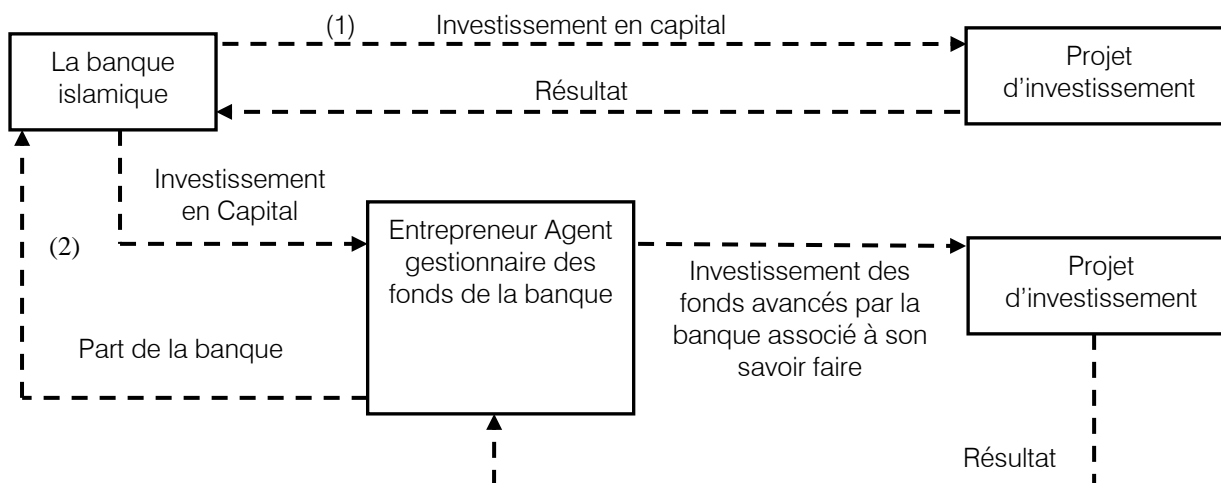 (1)
Investissement en capital
La banque
islamique
Projet
d’investissement
Résultat
Investissement
en Capital
(2)
Entrepreneur Agent
gestionnaire des
fonds de la banque
Investissement des
fonds avancés par la
banque associé à son
savoir faire
Projet
d’investissement
Part de la banque
Résultat